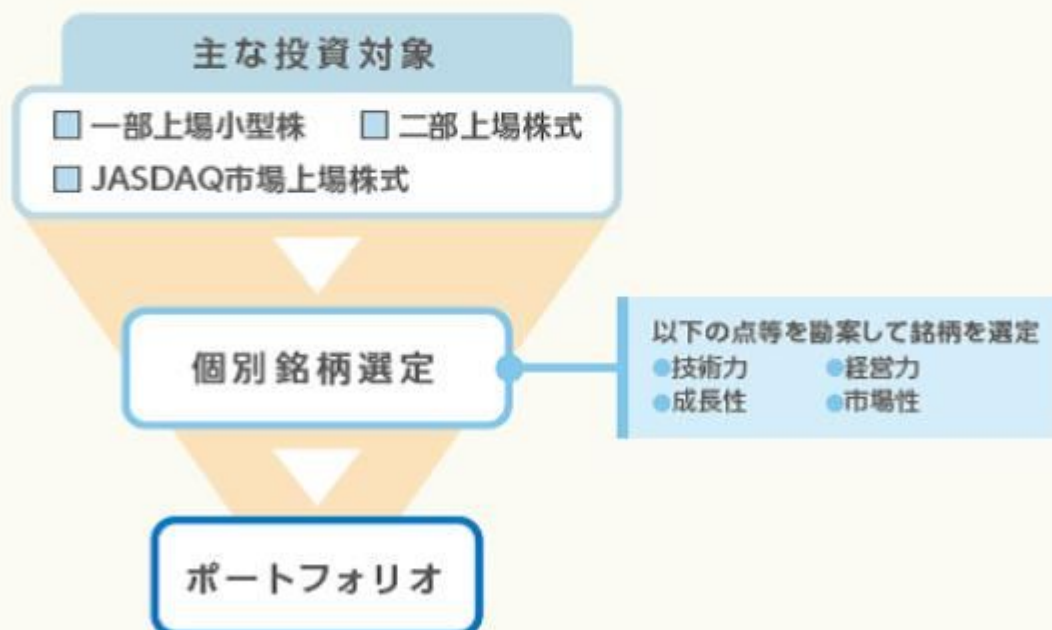 主な投資対象
一部上場小型株 二部上場株式
JASDAQ市場上場株式
個別銘柄選定
以下の点等を勘案して銘柄を選定
●技術力 ●経営力
●成長性 ●市場性
ポートフォリオ